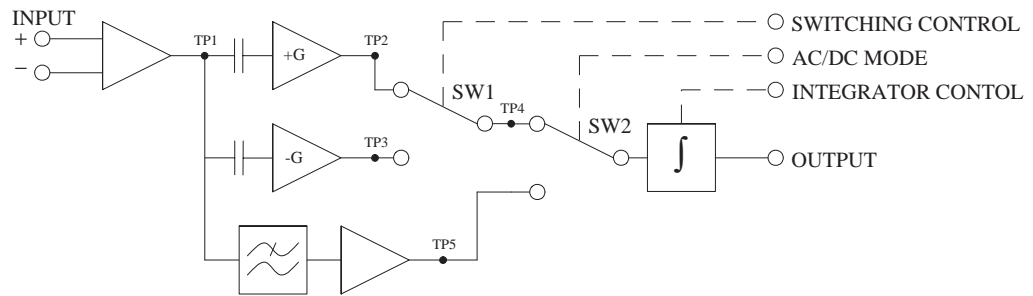 INPUT
+
−
TP1
+G
TP2
SW1
TP4
SW2
-G
TP3
TP5
∫
SWITCHING CONTROL
AC/DC MODE
INTEGRATOR CONTOL
OUTPUT